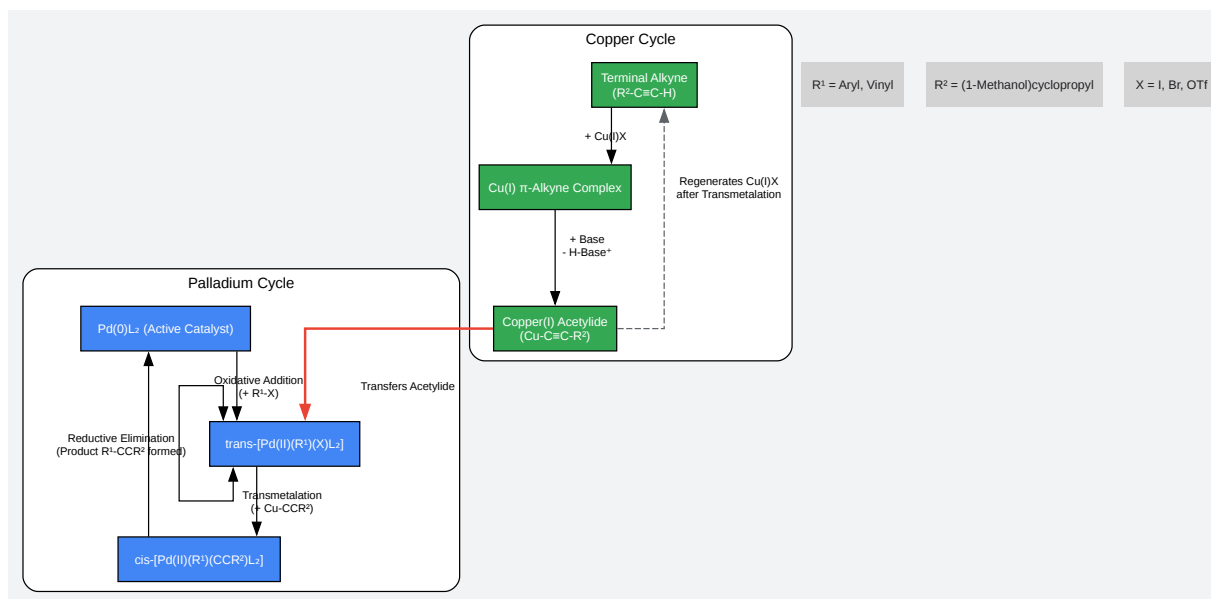 Copper Cycle
Terminal Alkyne
(R²-C≡C-H)
R¹ = Aryl, Vinyl
R² = (1-Methanol)cyclopropyl
X = I, Br, OTf
+ Cu(I)X
Cu(I) π-Alkyne Complex
Regenerates Cu(I)X
after Transmetalation
+ Base
- H-Base⁺
Copper(I) Acetylide
(Cu-C≡C-R²)
Palladium Cycle
Pd(0)L₂ (Active Catalyst)
Oxidative Addition
(+ R¹-X)
Transfers Acetylide
Reductive Elimination
(Product R¹-CCR² formed)
trans-[Pd(II)(R¹)(X)L₂]
Transmetalation
(+ Cu-CCR²)
cis-[Pd(II)(R¹)(CCR²)L₂]